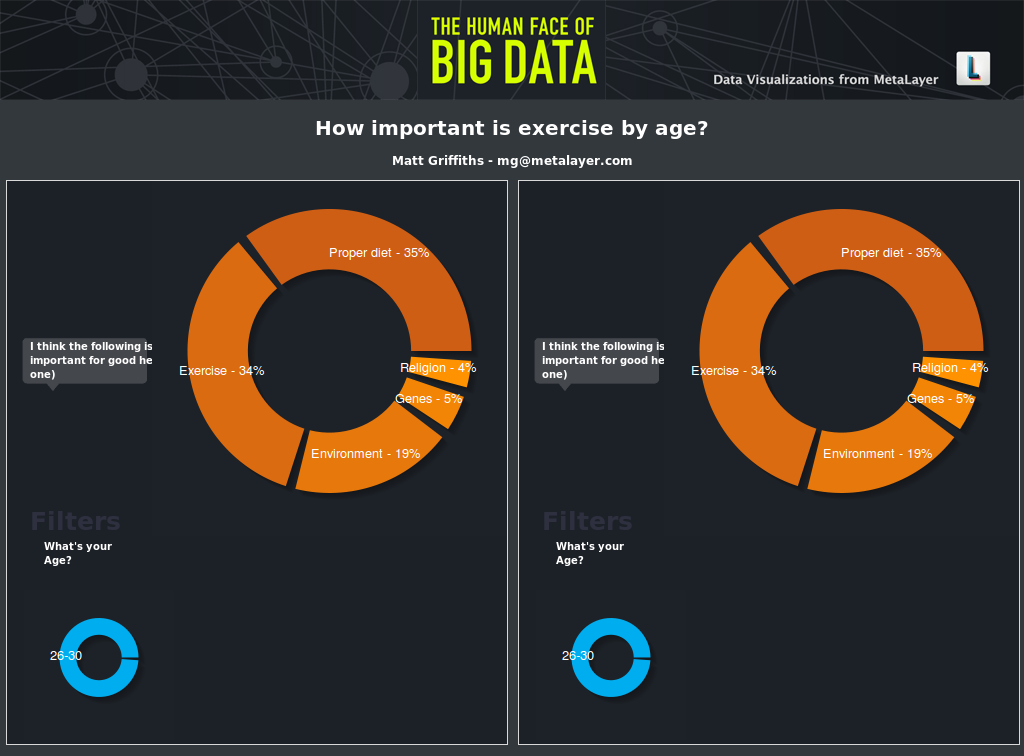 THE HUMAN FACE OF
BIG DATA
Data Visualizations from MetaLayer
L
How important is exercise by age?
Matt Griffiths - mg@metalayer.com
Proper diet - 35%
I think the following is
important for good he
one)
Religion - 4%
Exercise - 34%
Genes - 5%
Environment - 19%
Filters
What's your
Age?
26-30
Proper diet - 35%
I think the following is
important for good he
one)
Religion - 4%
Exercise - 34%
Genes - 5%
Environment - 19%
Filters
What's your
Age?
26-30